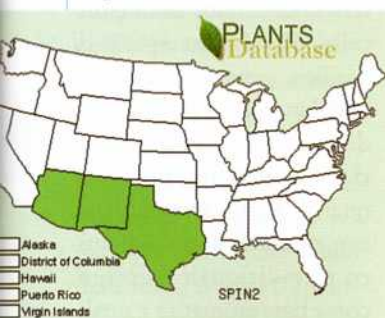 PLANTS
Database
Alaska
District of Columbia
Hawaii
Puerto Rico
Virgin Islands
SPIN2